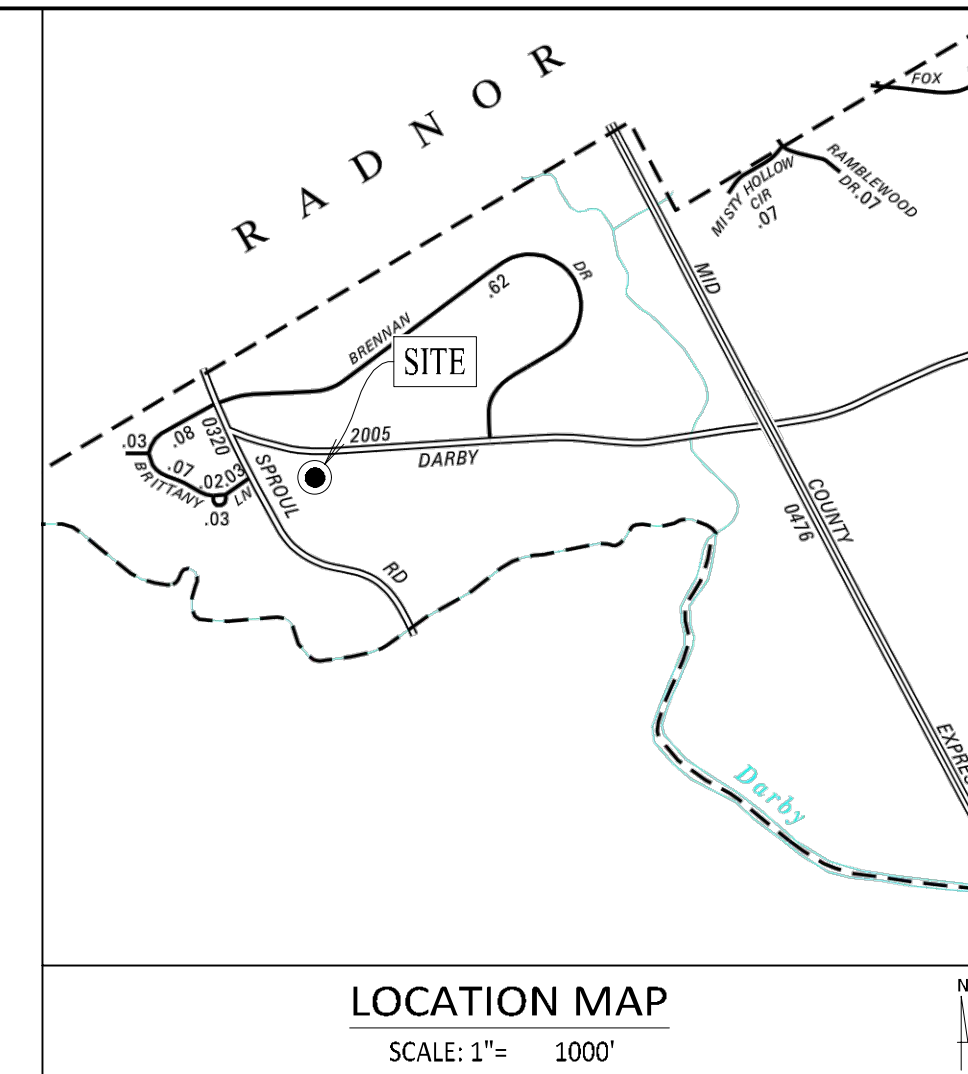 RADNOR
FOX
RAMBLEWOOD
DR .07
MISTY HOLLOW
CIR
.07
MID
DR
.62
BRENNAN
SITE
.03
.08
0320
2005
DARBY
.07
.02
.03
BRITTANY
LN
SPROUL
.03
COUNTY
0476
RD
Darby
LOCATION MAP
SCALE: 1"= 1000'
N